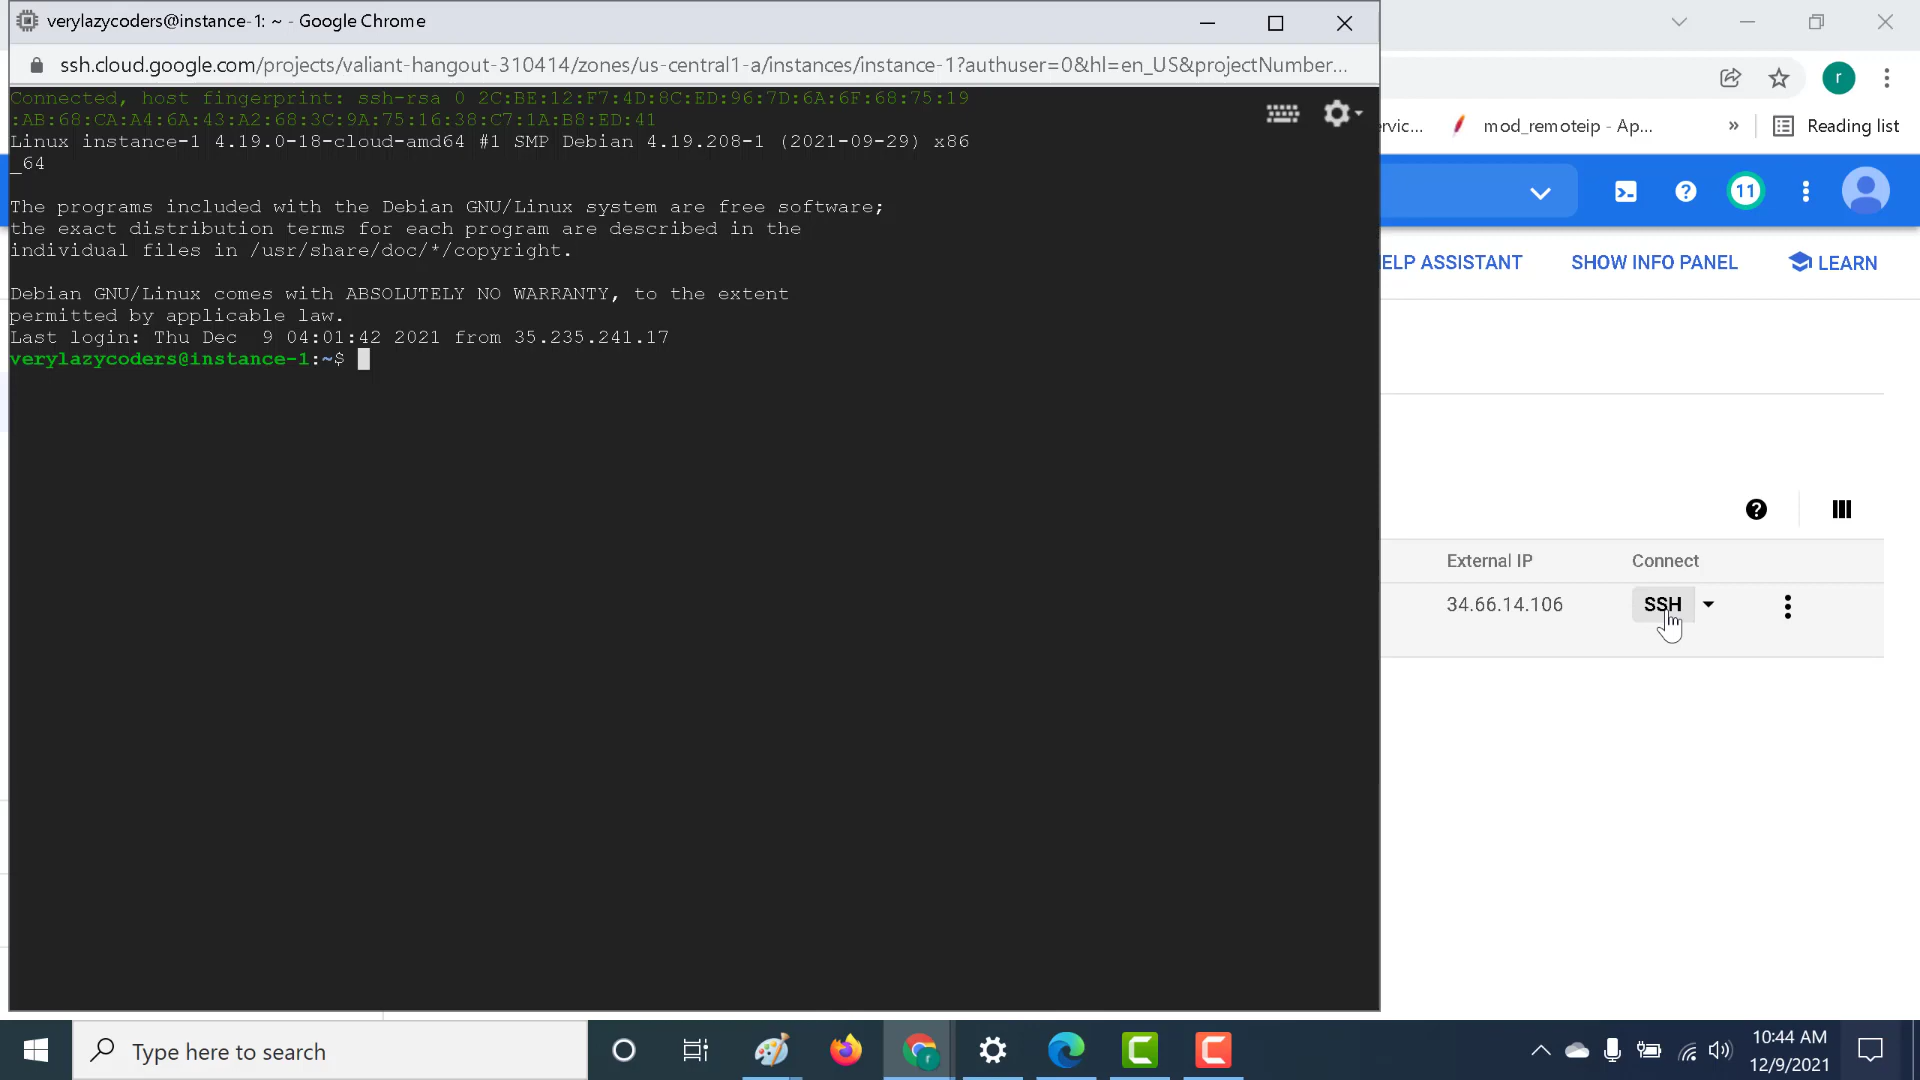 verylazycoders@instance-1: ~ - Google Chrome
ssh.cloud.google.com/projects/valiant-hangout-310414/zones/us-central1-a/instances/instance-1?authuser=0&hl=en_US&projectNumber...
Connected, host fingerprint: ssh-rsa 0 2C:BE:12:F7:4D:8C:ED:96:7D:6A:6F:68:75:19
:AB:68:CA:A4:6A:43:A2:68:3C:9A:75:16:38:C7:1A:B8:ED:41
Linux instance-1 4.19.0-18-cloud-amd64 #1 SMP Debian 4.19.208-1 (2021-09-29) x86
_64
The programs included with the Debian GNU/Linux system are free software;
the exact distribution terms for each program are described in the
individual files in /usr/share/doc/*/copyright.
Debian GNU/Linux comes with ABSOLUTELY NO WARRANTY, to the extent
permitted by applicable law.
Last login: Thu Dec  9 04:01:42 2021 from 35.235.241.17
verylazycoders@instance-1:~$
r
ervic...
mod_remoteip - Ap...
»
Reading list
11
ELP ASSISTANT
SHOW INFO PANEL
LEARN
External IP
Connect
34.66.14.106
SSH
Type here to search
10:44 AM
12/9/2021